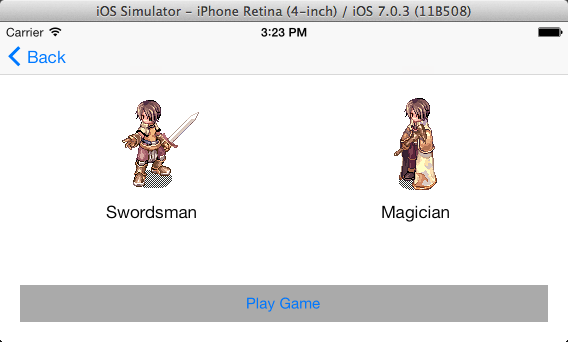 iOS Simulator - iPhone Retina (4-inch) / iOS 7.0.3 (11B508)
Carrier 3:23 PM
Back
Swordsman Magician
Play Game